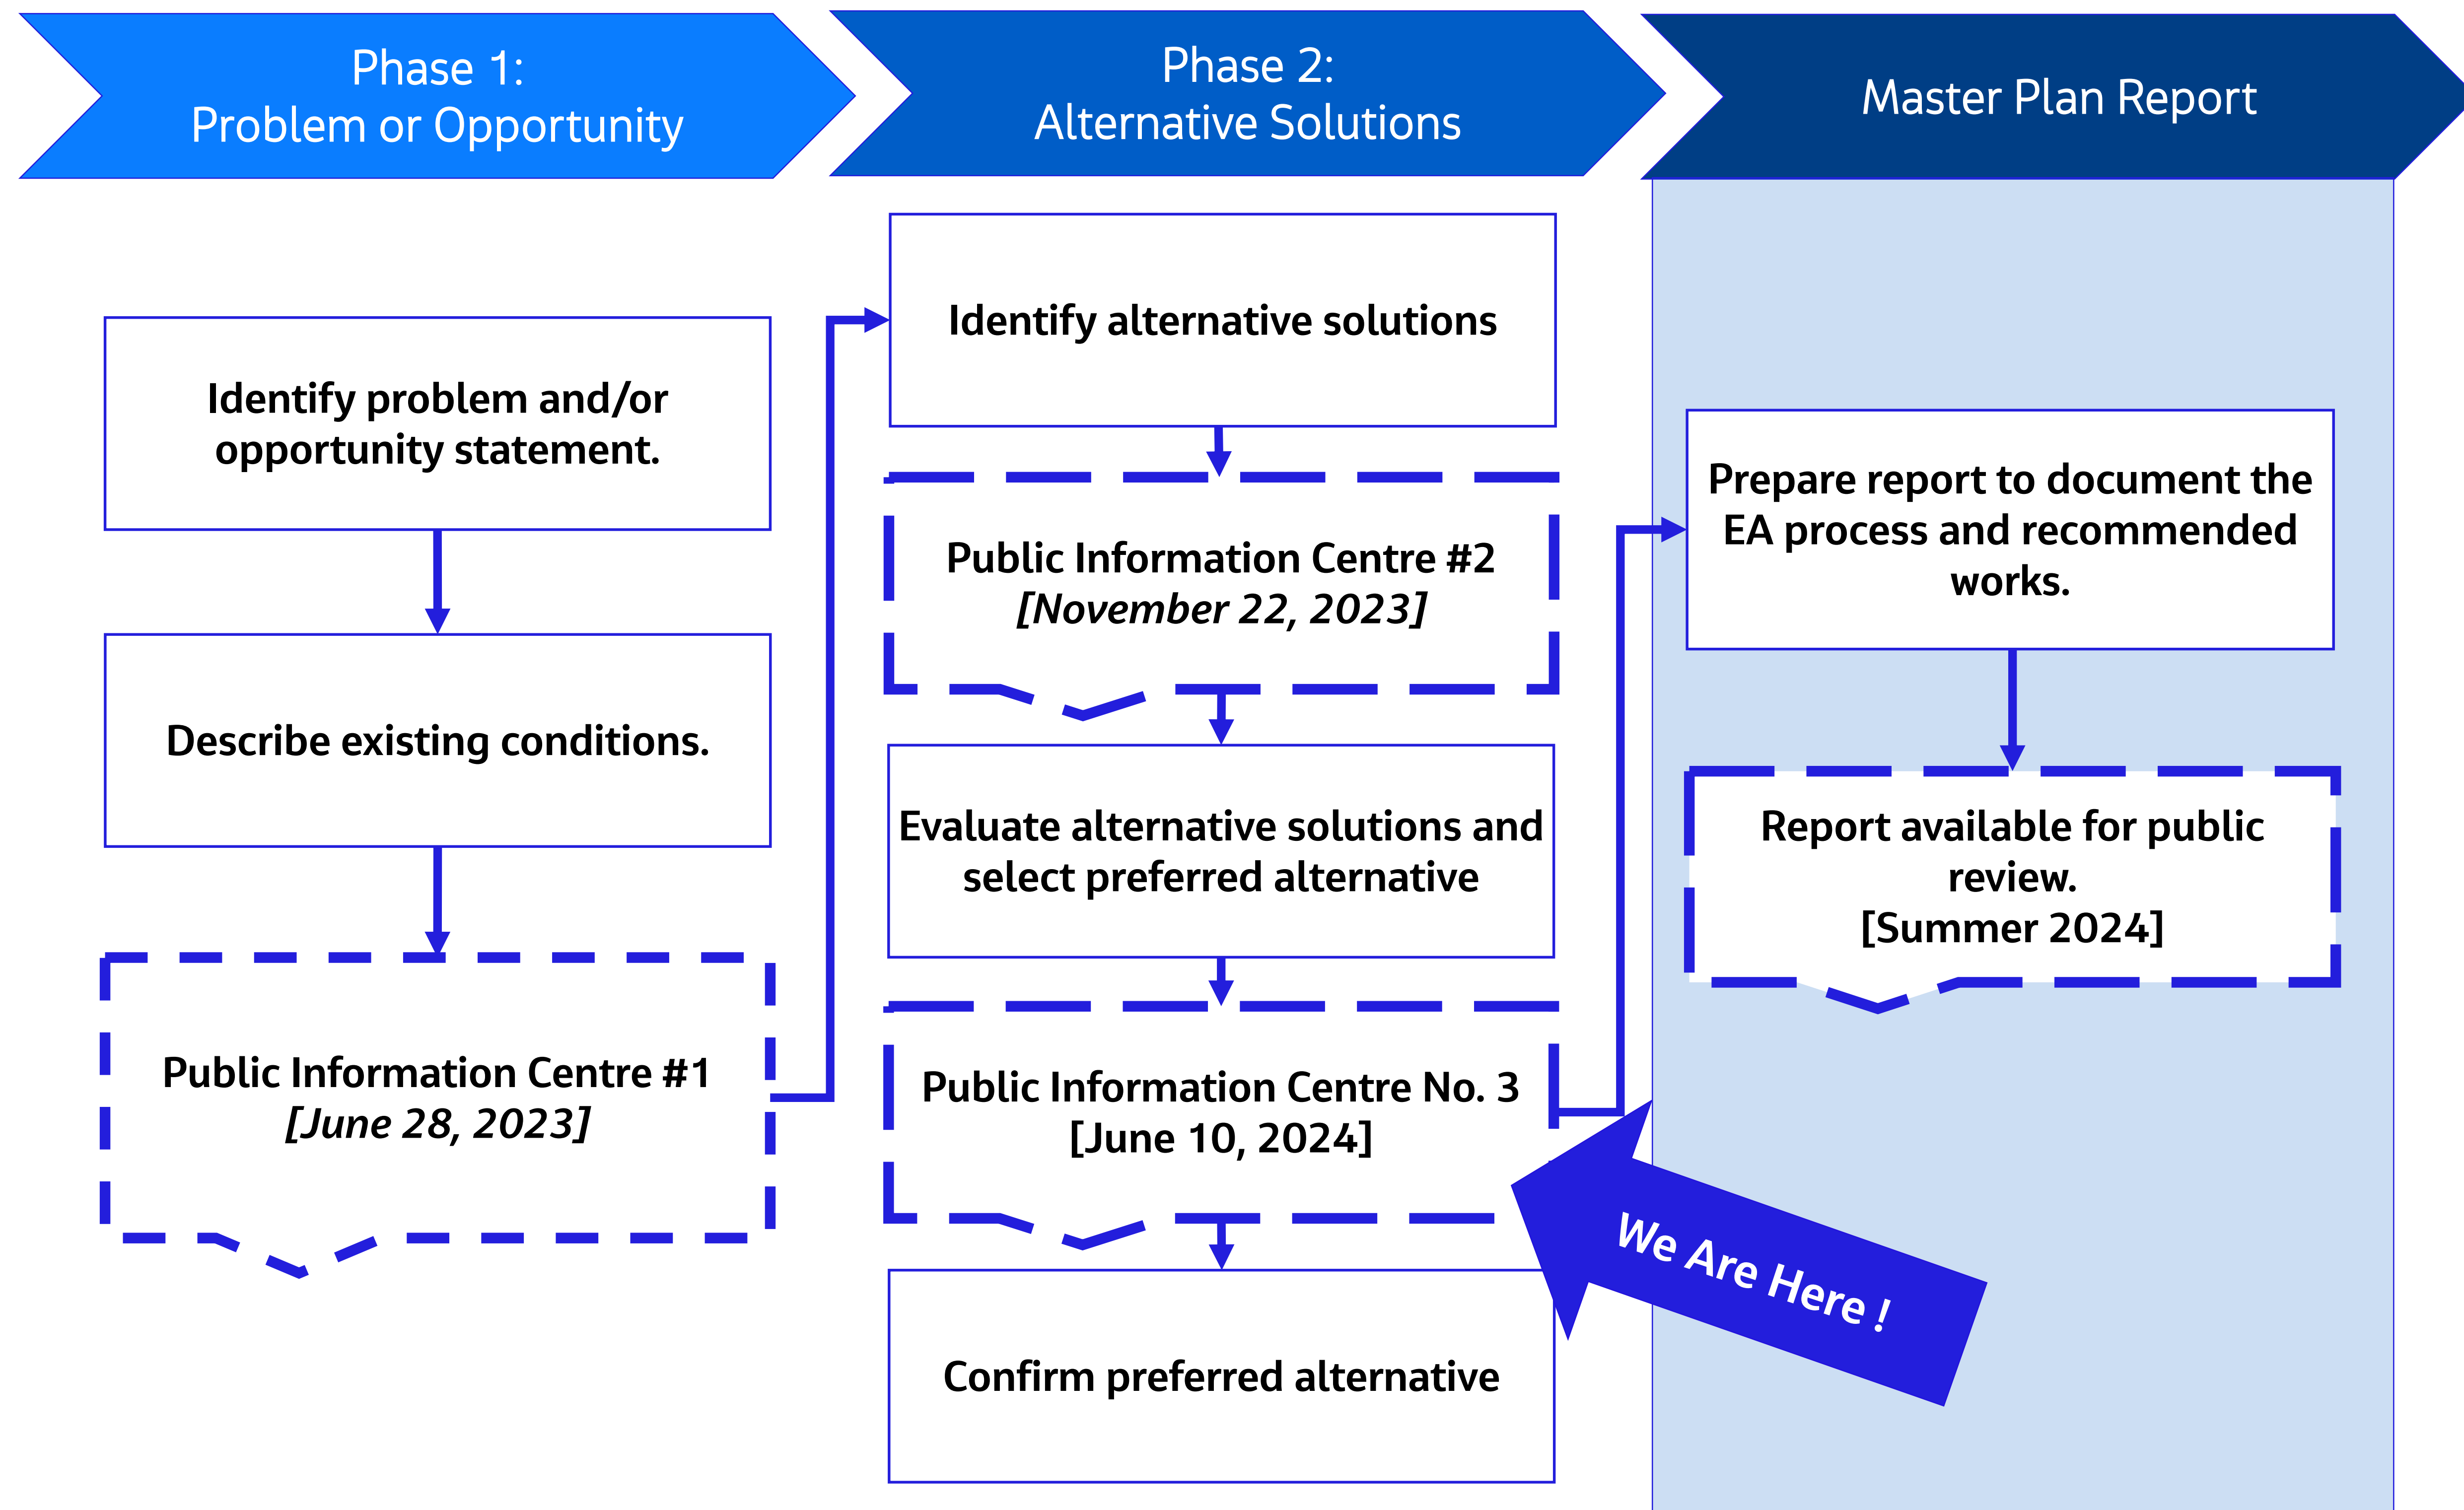 Phase 1:
Problem or Opportunity
Phase 2:
Alternative Solutions
Master Plan Report
Identify problem and/or
opportunity statement.
Describe existing conditions.
Public Information Centre #1
[June 28, 2023]
Identify alternative solutions
Public Information Centre #2
[November 22, 2023]
Evaluate alternative solutions and
select preferred alternative
Public Information Centre No. 3
[June 10, 2024]
Confirm preferred alternative
Prepare report to document the
EA process and recommended
works.
Report available for public
review.
[Summer 2024]
We Are Here !